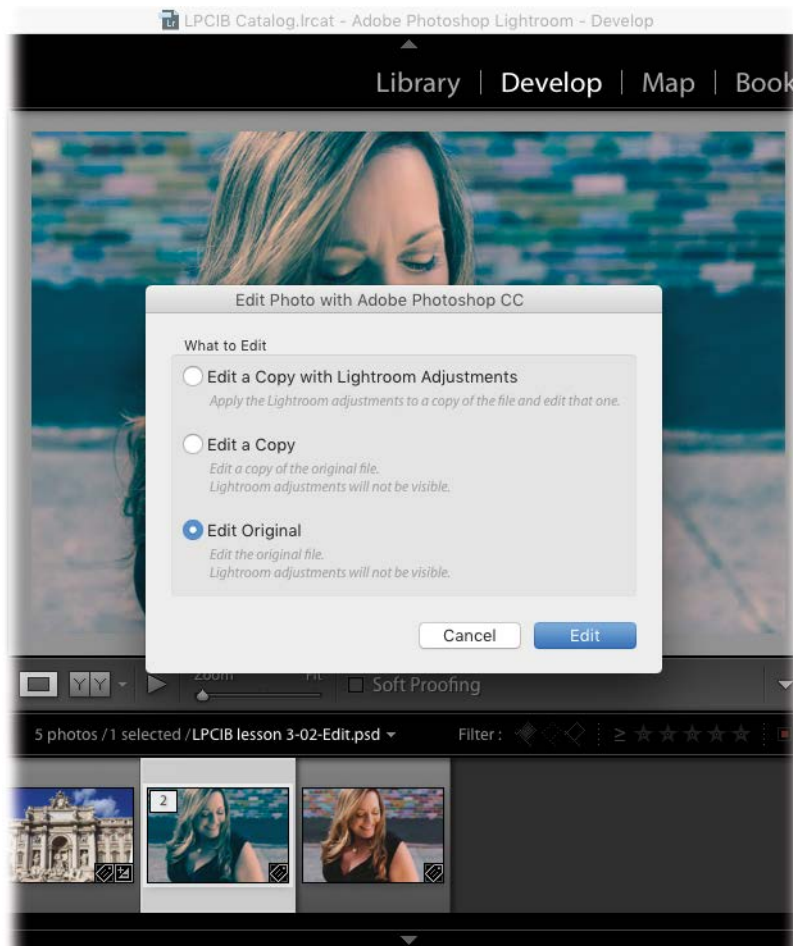 LPCIB Catalog.lrcat - Adobe Photoshop Lightroom - Develop
Library | Develop | Map | Book
Edit Photo with Adobe Photoshop CC
What to Edit
Edit a Copy with Lightroom Adjustments
Apply the Lightroom adjustments to a copy of the file and edit that one.
Edit a Copy
Edit a copy of the original file.
Lightroom adjustments will not be visible.
Edit Original
Edit the original file.
Lightroom adjustments will not be visible.
Cancel Edit
Y Y Zoom Fit Soft Proofing
5 photos / 1 selected / LPCIB lesson 3-02-Edit.psd Filter : ≥
2